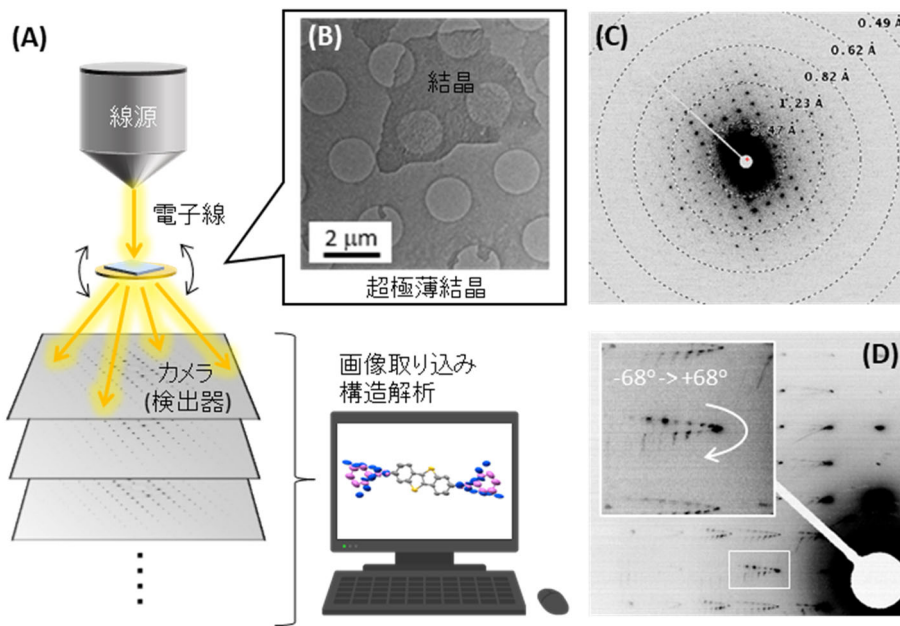 (A)
線源
電子線
カメラ
(検出器)
(B)
結晶
2 μm
超極薄結晶
画像取り込み
構造解析
(C)
0.49 Å
0.62 Å
0.82 Å
1.23 Å
(D)
-68° -> +68°